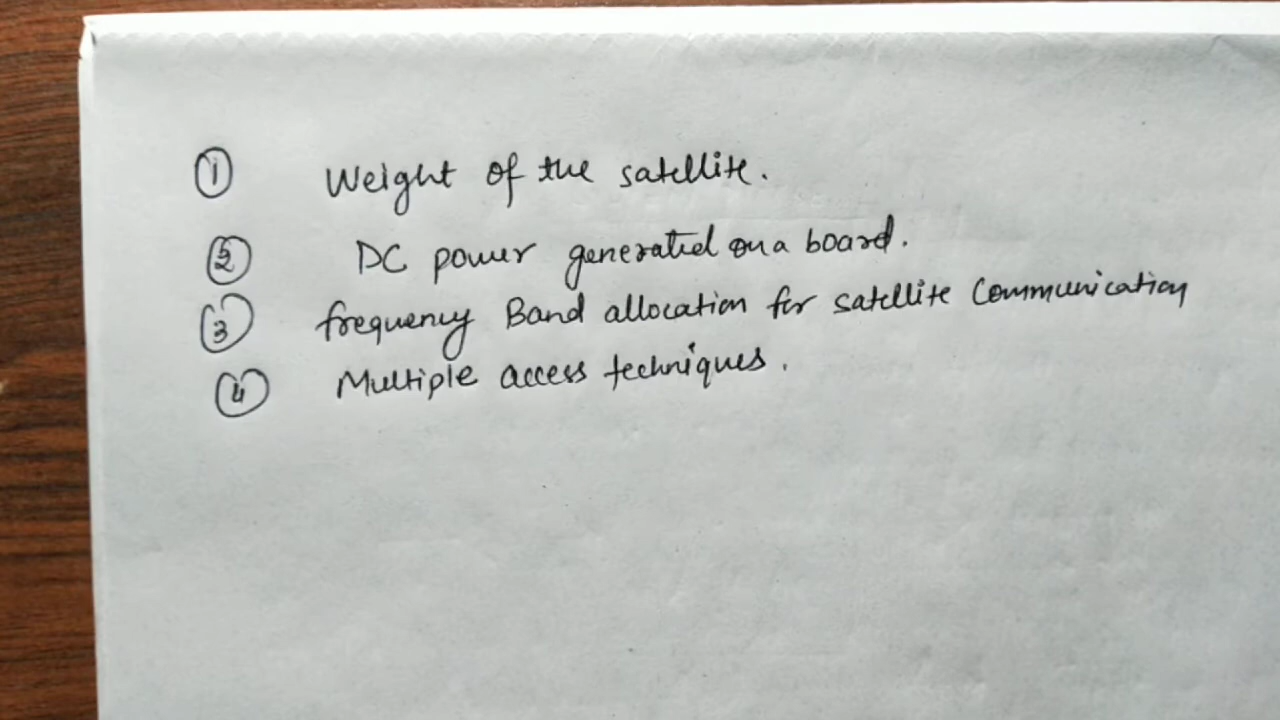 ① Weight of the satellite.
② DC power generated on a board.
③ frequency Band allocation for satellite Communication
④ Multiple access techniques.